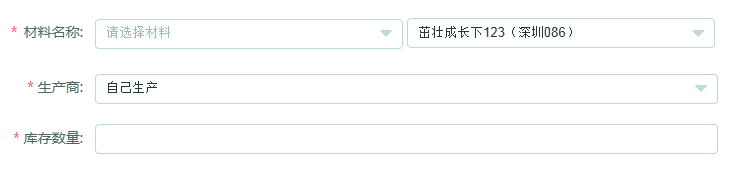 * 材料名称: 请选择材料 茁壮成长下123（深圳086）
* 生产商: 自己生产
* 库存数量: